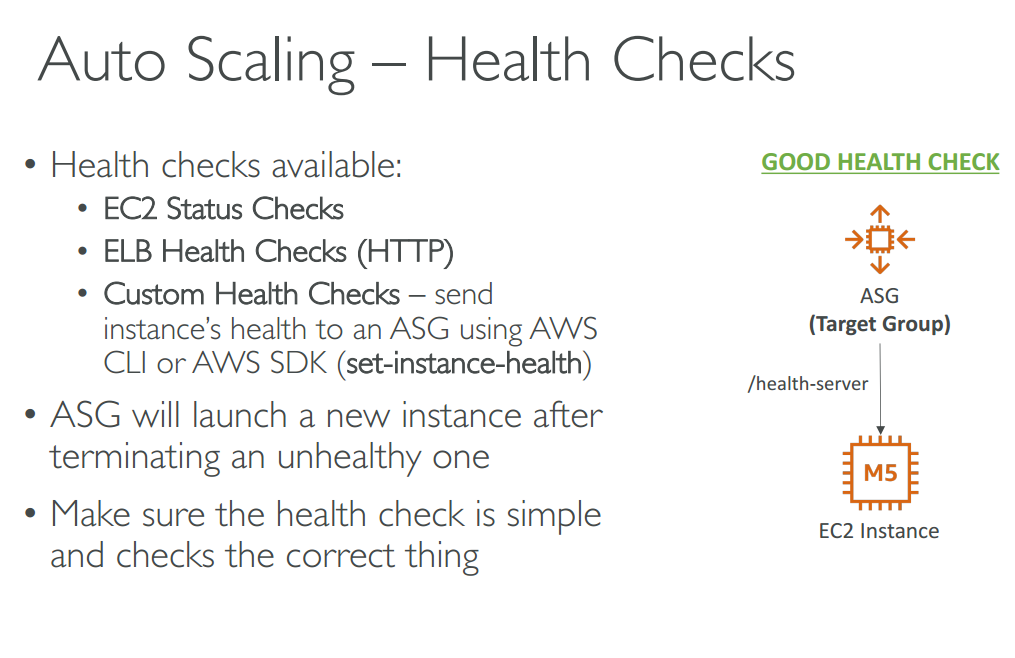 Auto Scaling – Health Checks
• Health checks available:
• EC2 Status Checks
• ELB Health Checks (HTTP)
• Custom Health Checks – send
instance's health to an ASG using AWS
CLI or AWS SDK (set-instance-health)
• ASG will launch a new instance after
terminating an unhealthy one
• Make sure the health check is simple
and checks the correct thing
GOOD HEALTH CHECK
ASG
(Target Group)
/health-server
M5
EC2 Instance